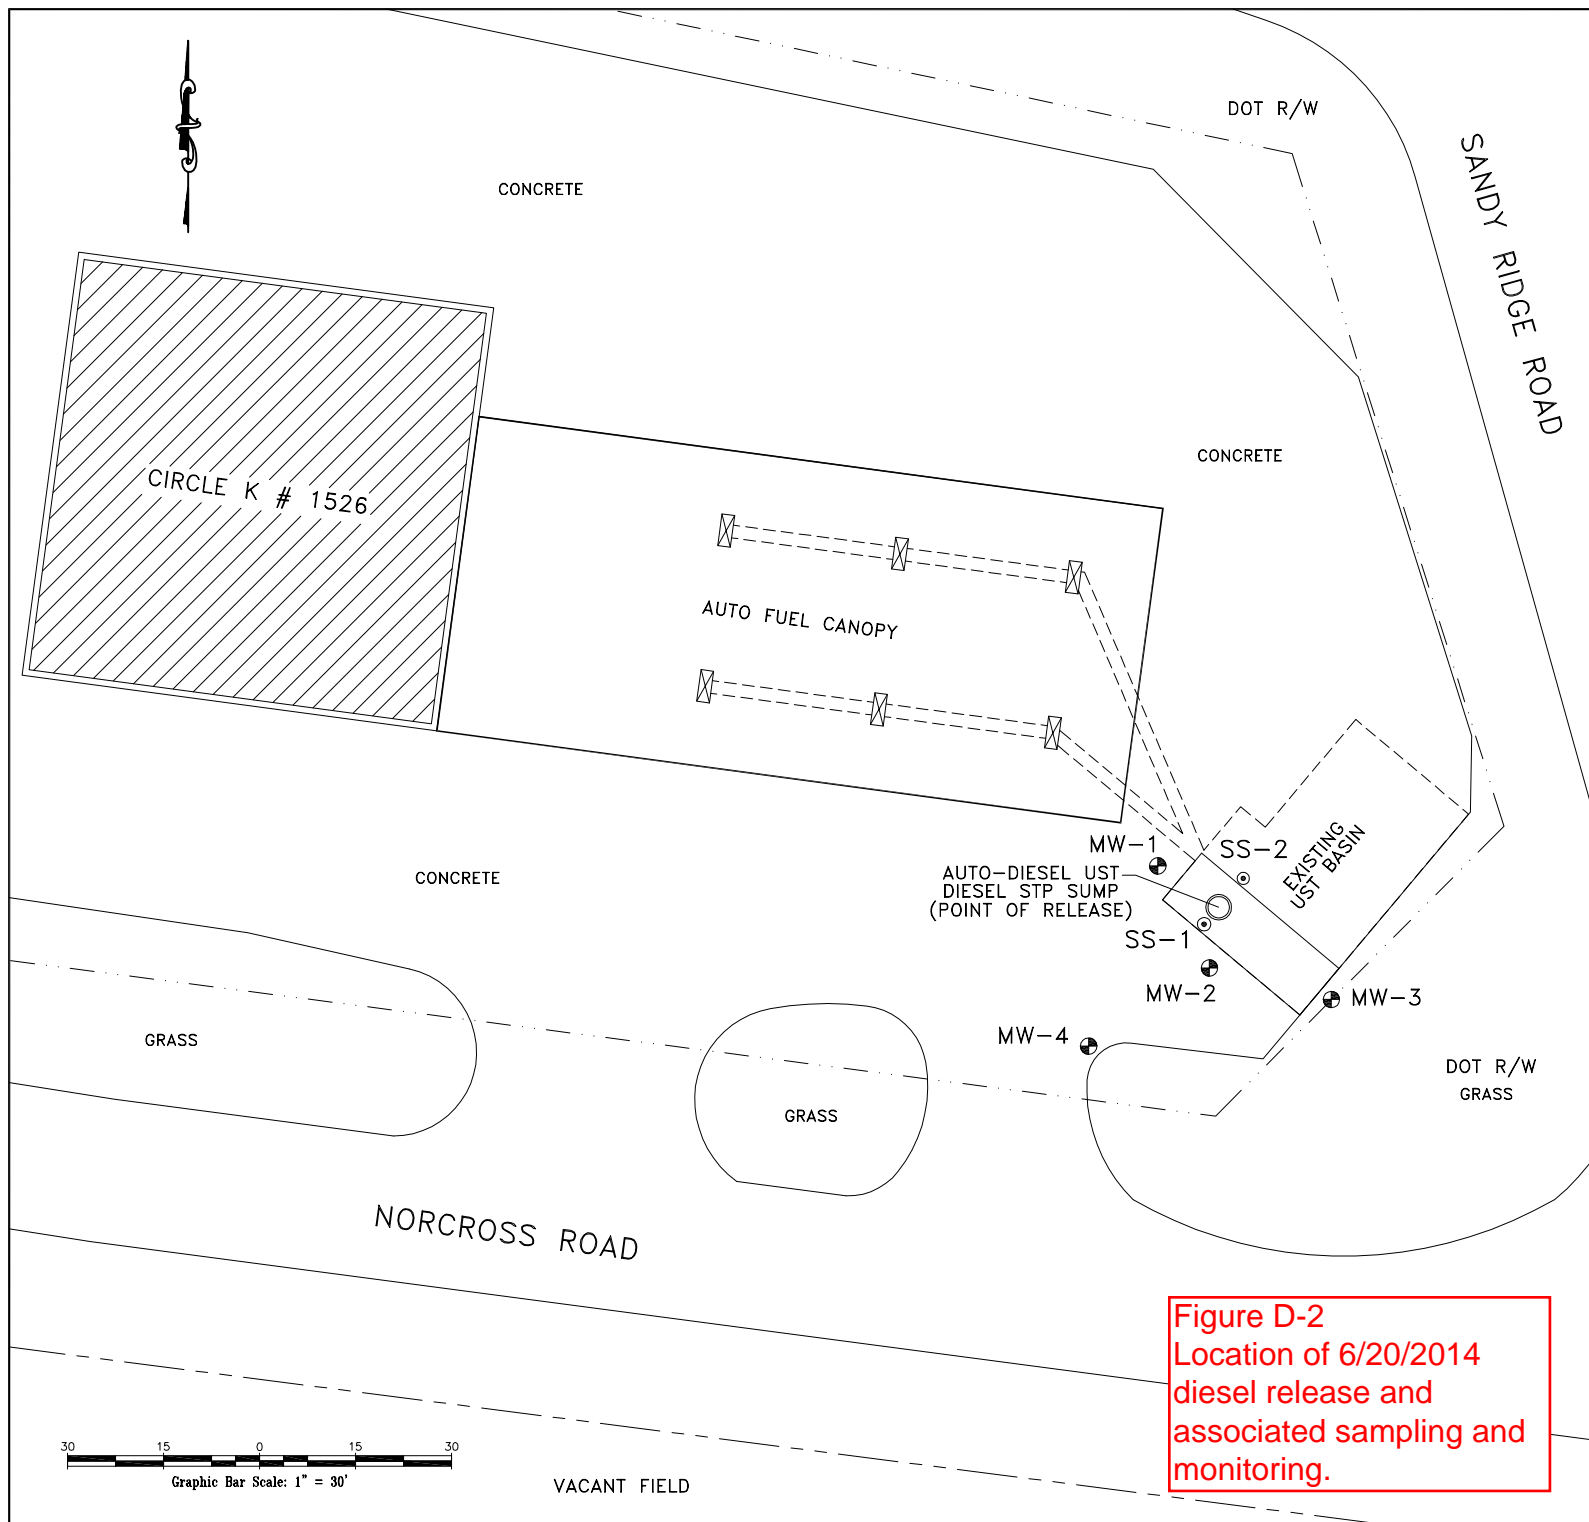 DOT R/W
SANDY RIDGE ROAD
CONCRETE
CONCRETE
CIRCLE K # 1526
AUTO FUEL CANOPY
MW-1
SS-2
EXISTING
UST BASIN
AUTO-DIESEL UST
DIESEL STP SUMP
(POINT OF RELEASE)
CONCRETE
SS-1
MW-2
MW-3
MW-4
GRASS
DOT R/W
GRASS
GRASS
NORCROSS ROAD
Figure D-2
Location of 6/20/2014
diesel release and
associated sampling and
monitoring.
30 15 0 15 30
Graphic Bar Scale: 1" = 30'
VACANT FIELD